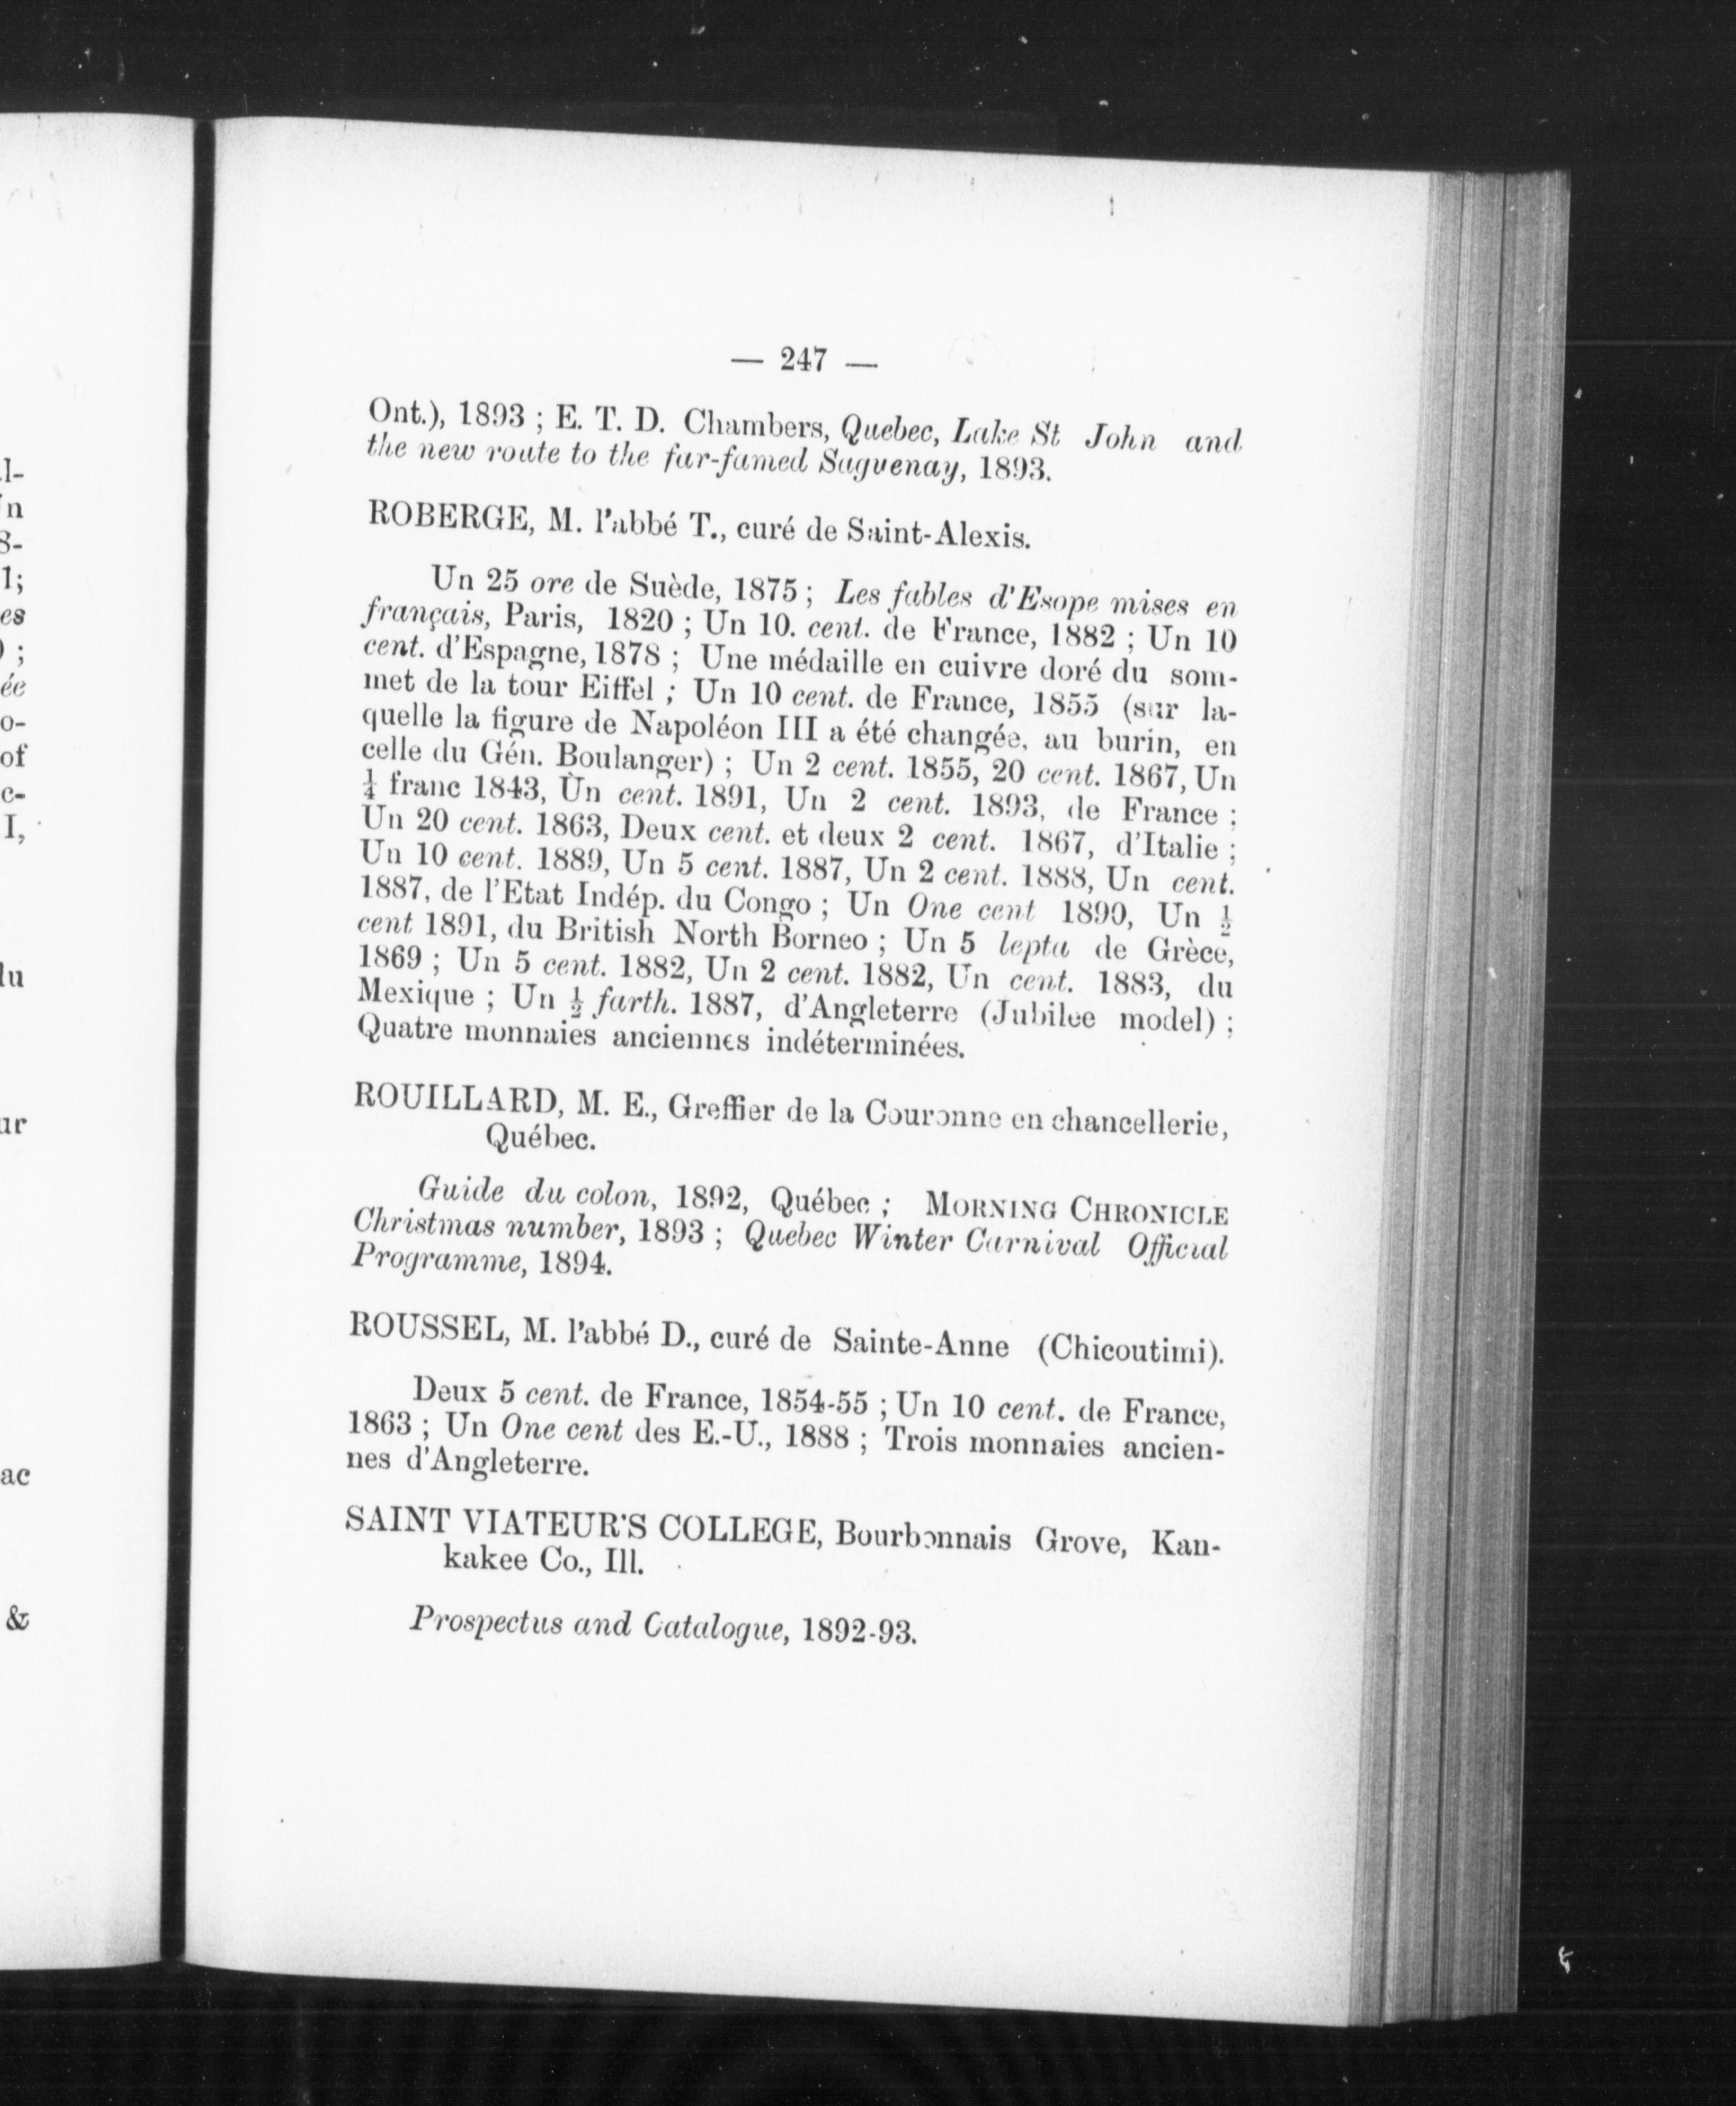 — 247 —
Ont.), 1893 ; E. T. D. Chambers, Quebec, Lake St John and
the new route to the far-famed Saguenay, 1893.
ROBERGE, M. l'abbé T., curé de Saint-Alexis.
Un 25 ore de Suède, 1875 ; Les fables d'Esope mises en
français, Paris, 1820 ; Un 10. cent. de France, 1882 ; Un 10
cent. d'Espagne, 1878 ; Une médaille en cuivre doré du som-
met de la tour Eiffel ; Un 10 cent. de France, 1855 (sur la-
quelle la figure de Napoléon III a été changée, au burin, en
celle du Gén. Boulanger) ; Un 2 cent. 1855, 20 cent. 1867, Un
¼ franc 1843, Un cent. 1891, Un 2 cent. 1893, de France ;
Un 20 cent. 1863, Deux cent. et deux 2 cent. 1867, d'Italie ;
Un 10 cent. 1889, Un 5 cent. 1887, Un 2 cent. 1888, Un cent.
1887, de l'Etat Indép. du Congo ; Un One cent 1890, Un ½
cent 1891, du British North Borneo ; Un 5 lepta de Grèce,
1869 ; Un 5 cent. 1882, Un 2 cent. 1882, Un cent. 1883, du
Mexique ; Un ½ farth. 1887, d'Angleterre (Jubilee model) ;
Quatre monnaies anciennes indéterminées.
ROUILLARD, M. E., Greffier de la Couronne en chancellerie,
Québec.
Guide du colon, 1892, Québec ; MORNING CHRONICLE
Christmas number, 1893 ; Quebec Winter Carnival Official
Programme, 1894.
ROUSSEL, M. l'abbé D., curé de Sainte-Anne (Chicoutimi).
Deux 5 cent. de France, 1854-55 ; Un 10 cent. de France,
1863 ; Un One cent des E.-U., 1888 ; Trois monnaies ancien-
nes d'Angleterre.
SAINT VIATEUR'S COLLEGE, Bourbonnais Grove, Kan-
kakee Co., Ill.
Prospectus and Catalogue, 1892-93.